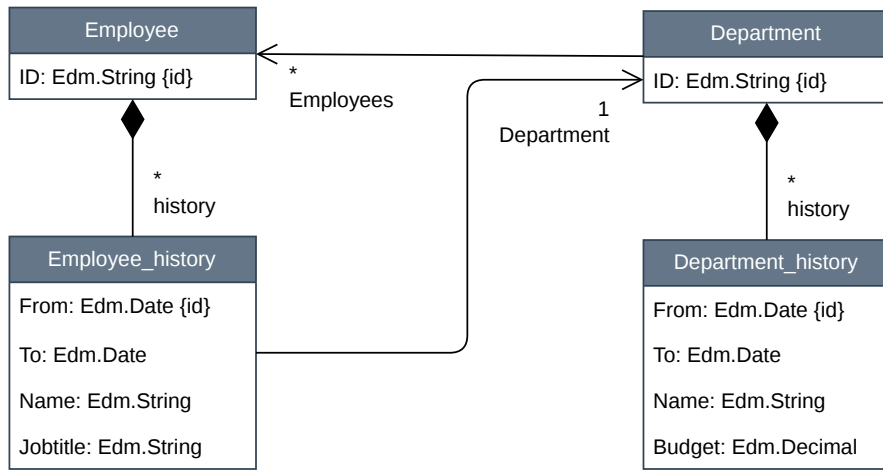 Employee
ID: Edm.String {id}
Department
ID: Edm.String {id}
*
Employees
1
Department
*
history
*
history
Employee_history
From: Edm.Date {id}
To: Edm.Date
Name: Edm.String
Jobtitle: Edm.String
Department_history
From: Edm.Date {id}
To: Edm.Date
Name: Edm.String
Budget: Edm.Decimal